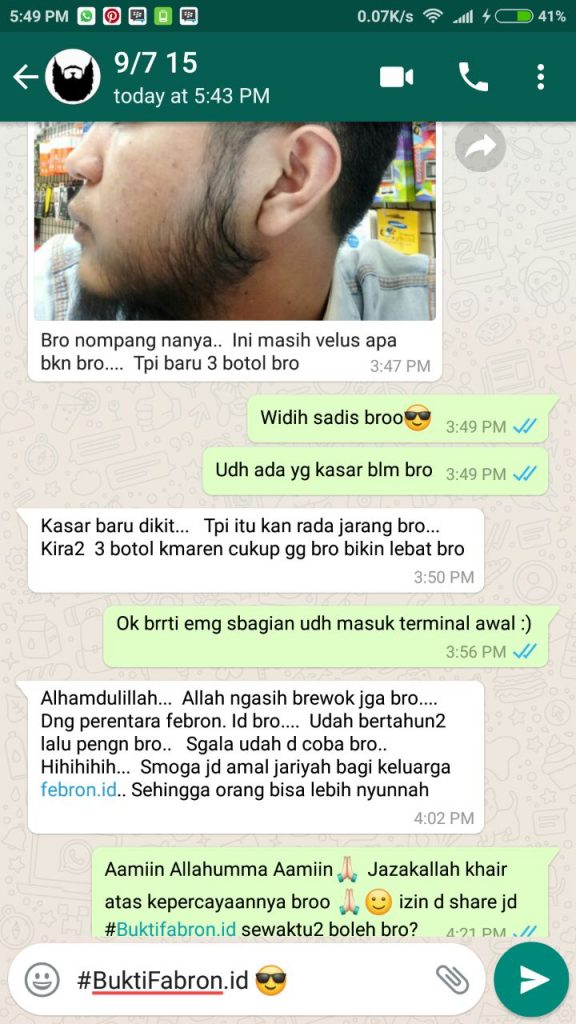 5:49 PM
0.07K/s
41%
9/7 15
today at 5:43 PM
Bro nompang nanya.. Ini masih velus apa
bkn bro.... Tpi baru 3 botol bro
3:47 PM
Widih sadis broo😎
3:49 PM
Udh ada yg kasar blm bro
3:49 PM
Kasar baru dikit... Tpi itu kan rada jarang bro...
Kira2 3 botol kmaren cukup gg bro bikin lebat bro
3:50 PM
Ok brrti emg sbagian udh masuk terminal awal :)
3:56 PM
Alhamdulillah... Allah ngasih brewok jga bro....
Dng perentara febron. Id bro.... Udah bertahun2
lalu pengn bro.. Sgala udah d coba bro..
Hihihihih... Smoga jd amal jariyah bagi keluarga
febron.id.. Sehingga orang bisa lebih nyunnah
4:02 PM
Aamiin Allahumma Aamiin🙏🏻 Jazakallah khair
atas kepercayaannya broo 🙏🏻🙂 izin d share jd
#Buktifabron.id sewaktu2 boleh bro?
4:21 PM
#BuktiFabron.id 😎